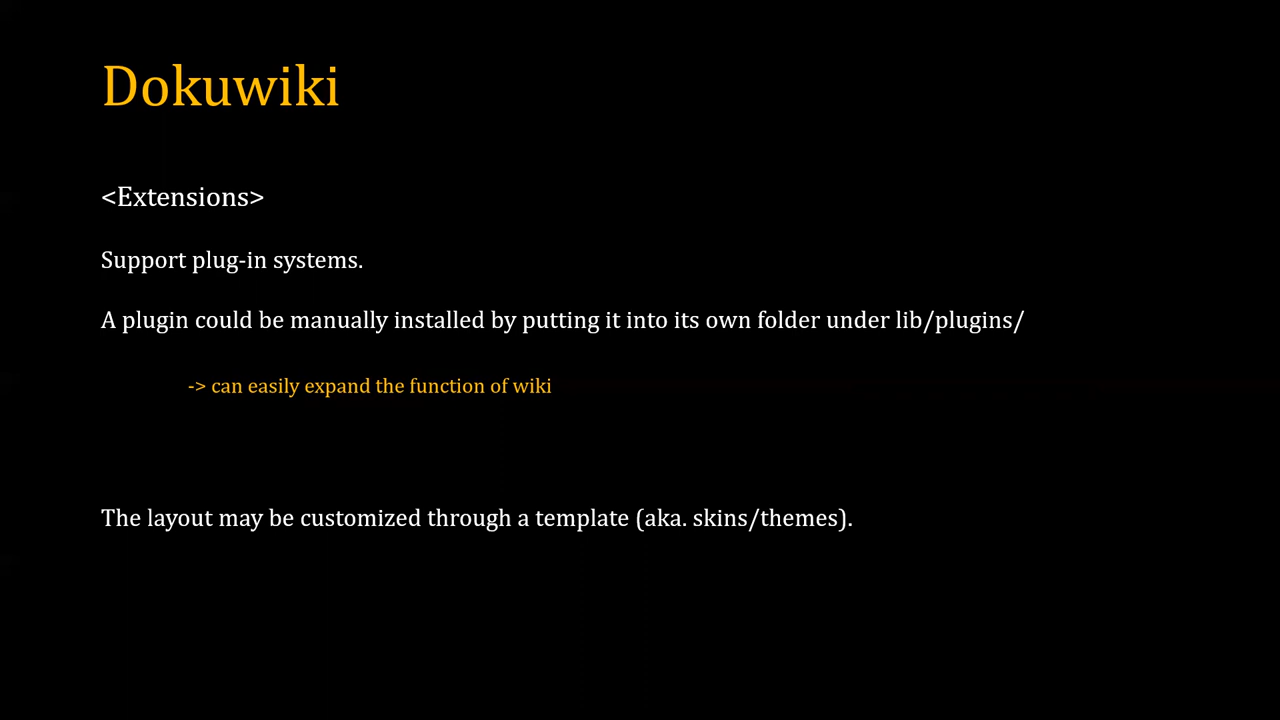 Dokuwiki
<Extensions>
Support plug-in systems.
A plugin could be manually installed by putting it into its own folder under lib/plugins/
-> can easily expand the function of wiki
The layout may be customized through a template (aka. skins/themes).